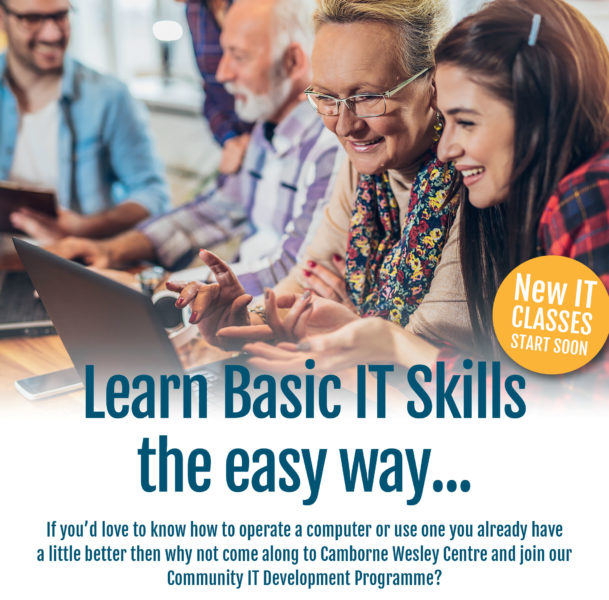 New IT
CLASSES
START SOON
Learn Basic IT Skills
the easy way...
If you’d love to know how to operate a computer or use one you already have
a little better then why not come along to Camborne Wesley Centre and join our
Community IT Development Programme?